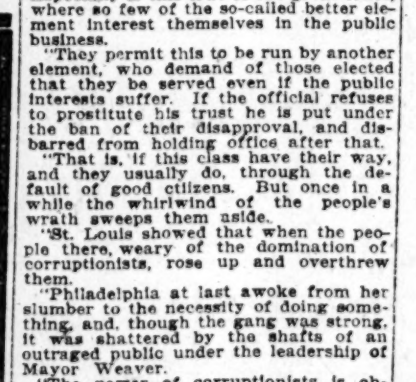 where so few of the so-called better ele-
ment interest themselves in the public
business.
"They permit this to be run by another
element, who demand of those elected
that they be served even if the public
interests suffer. If the official refuses
to prostitute his trust he is put under
the ban of their disapproval, and dis-
barred from holding office after that.
"That is, if this class have their way,
and they usually do, through the de-
fault of good ctiizens. But once in a
while the whirlwind of the people's
wrath sweeps them aside.
"St. Louis showed that when the peo-
ple there, weary of the domination of
corruptionists, rose up and overthrew
them.
"Philadelphia at last awoke from her
slumber to the necessity of doing some-
thing, and, though the gang was strong,
it was shattered by the shafts of an
outraged public under the leadership of
Mayor Weaver.